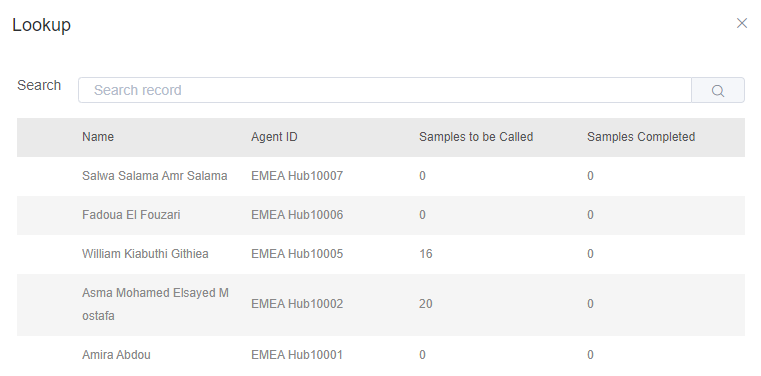 Lookup
Search Search record
Name Agent ID Samples to be Called Samples Completed
Salwa Salama Amr Salama EMEA Hub10007 0 0
Fadoua El Fouzari EMEA Hub10006 0 0
William Kiabuthi Githiea EMEA Hub10005 16 0
Asma Mohamed Elsayed M
ostafa EMEA Hub10002 20 0
Amira Abdou EMEA Hub10001 0 0